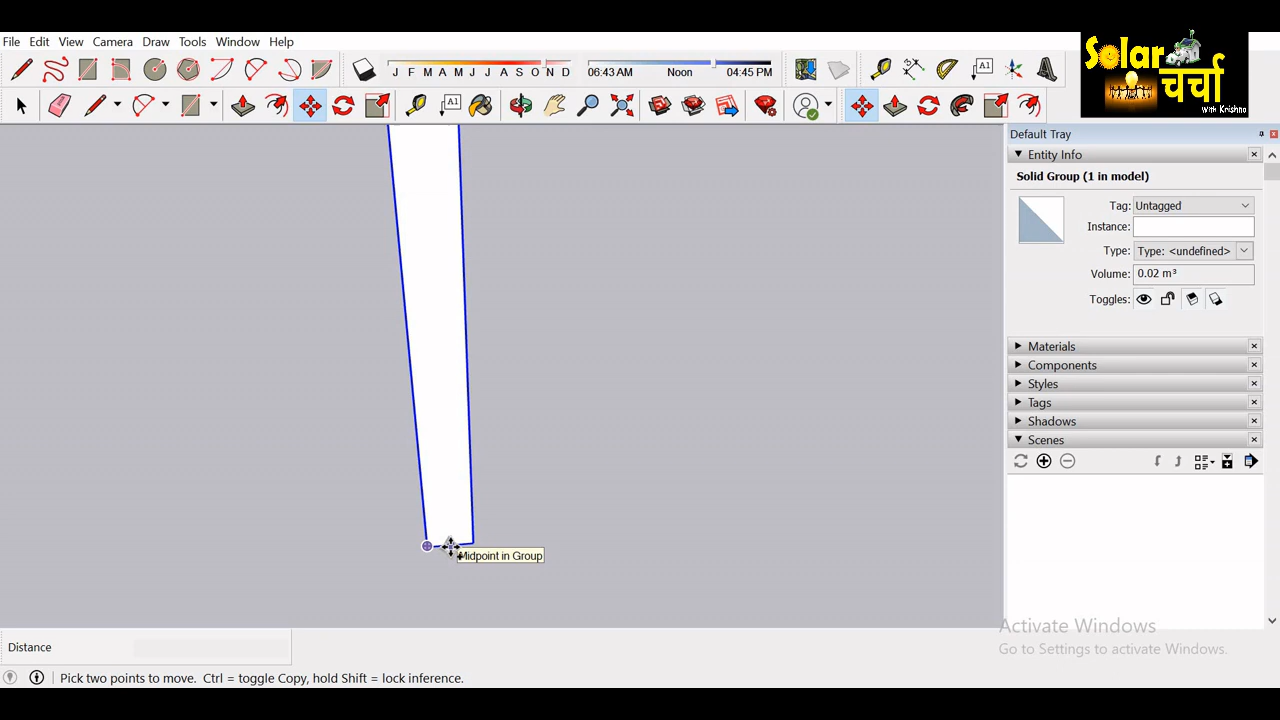 File Edit View Camera Draw Tools Window Help
J F M A M J J A S O N D
06:43 AM Noon 04:45 PM
A1
A1
Solar
चर्चा
With Krishna
Default Tray
Entity Info
Solid Group (1 in model)
Tag: Untagged
Instance:
Type: Type: <undefined>
Volume: 0.02 m³
Toggles:
Materials
Components
Styles
Tags
Shadows
Scenes
Midpoint in Group
Activate Windows
Go to Settings to activate Windows.
Distance
Pick two points to move. Ctrl = toggle Copy, hold Shift = lock inference.